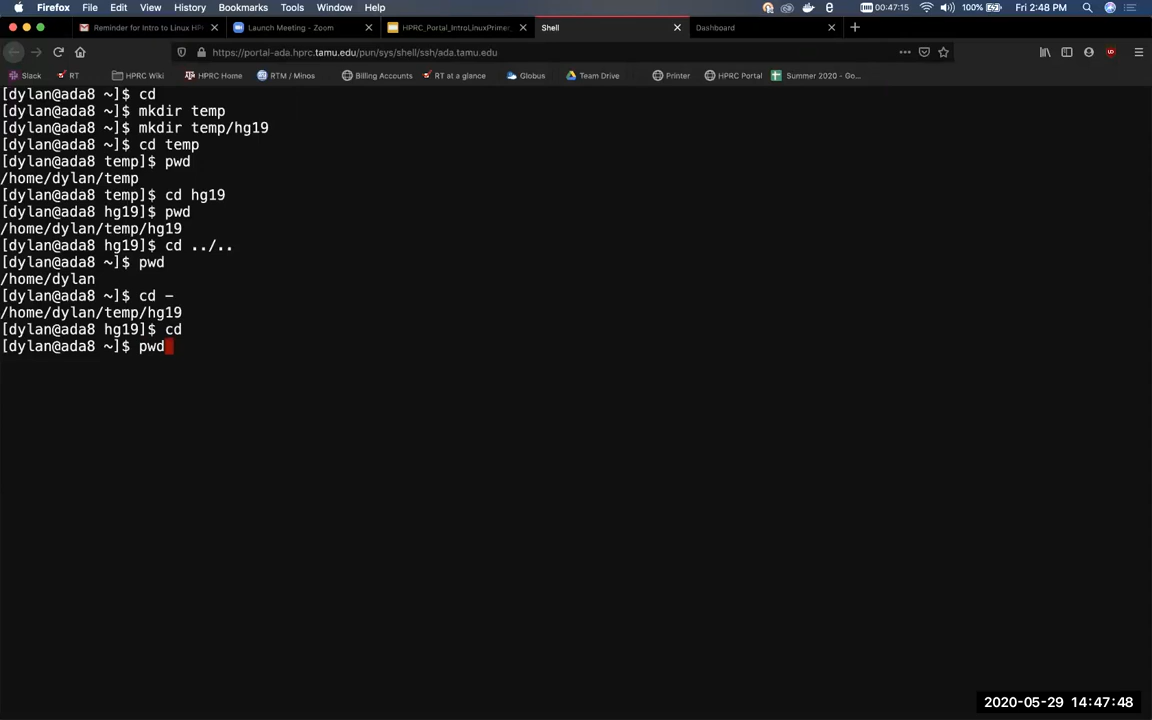 Firefox File Edit View History Bookmarks Tools Window Help 00:47:15 100% Fri 2:48 PM
Reminder for Intro to Linux HP Launch Meeting - Zoom HPRC_Portal_IntroLinuxPrimer Shell Dashboard
https://portal-ada.hprc.tamu.edu/pun/sys/shell/ssh/ada.tamu.edu
Slack RT HPRC Wiki HPRC Home RTM / Minos Billing Accounts RT at a glance Globus Team Drive Printer HPRC Portal Summer 2020 - Go...
[dylan@ada8 ~]$ cd
[dylan@ada8 ~]$ mkdir temp
[dylan@ada8 ~]$ mkdir temp/hg19
[dylan@ada8 ~]$ cd temp
[dylan@ada8 temp]$ pwd
/home/dylan/temp
[dylan@ada8 temp]$ cd hg19
[dylan@ada8 hg19]$ pwd
/home/dylan/temp/hg19
[dylan@ada8 hg19]$ cd ../..
[dylan@ada8 ~]$ pwd
/home/dylan
[dylan@ada8 ~]$ cd -
/home/dylan/temp/hg19
[dylan@ada8 hg19]$ cd
[dylan@ada8 ~]$ pwd
2020-05-29 14:47:48